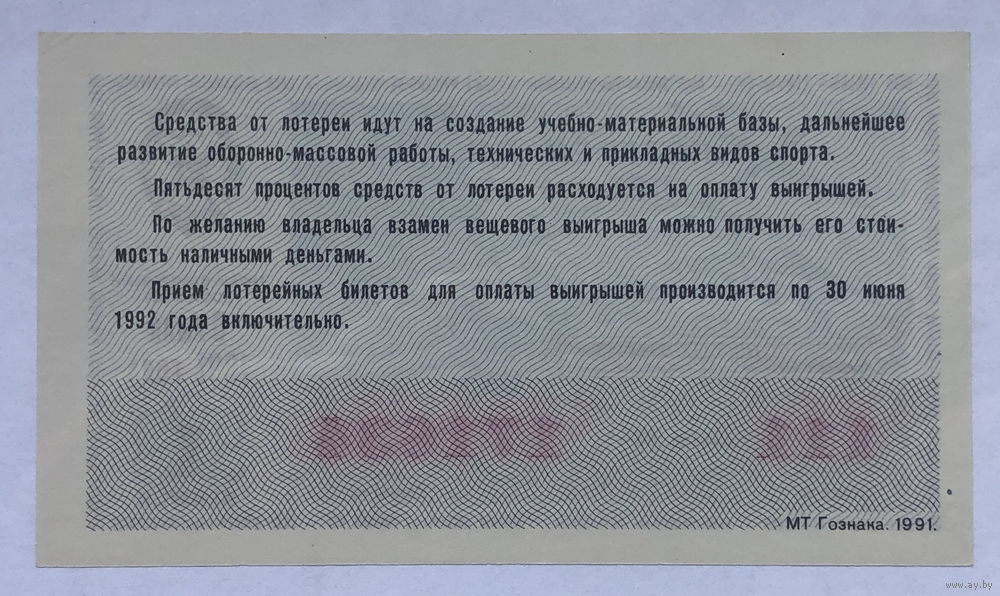 Средства от лотереи идут на создание учебно-материальной базы, дальнейшее
развитие оборонно-массовой работы, технических и прикладных видов спорта.
Пятьдесят процентов средств от лотереи расходуется на оплату выигрышей.
По желанию владельца взамен вещевого выигрыша можно получить его стои-
мость наличными деньгами.
Прием лотерейных билетов для оплаты выигрышей производится по 30 июня
1992 года включительно.
МТ Гознака. 1991.
www.ay.by